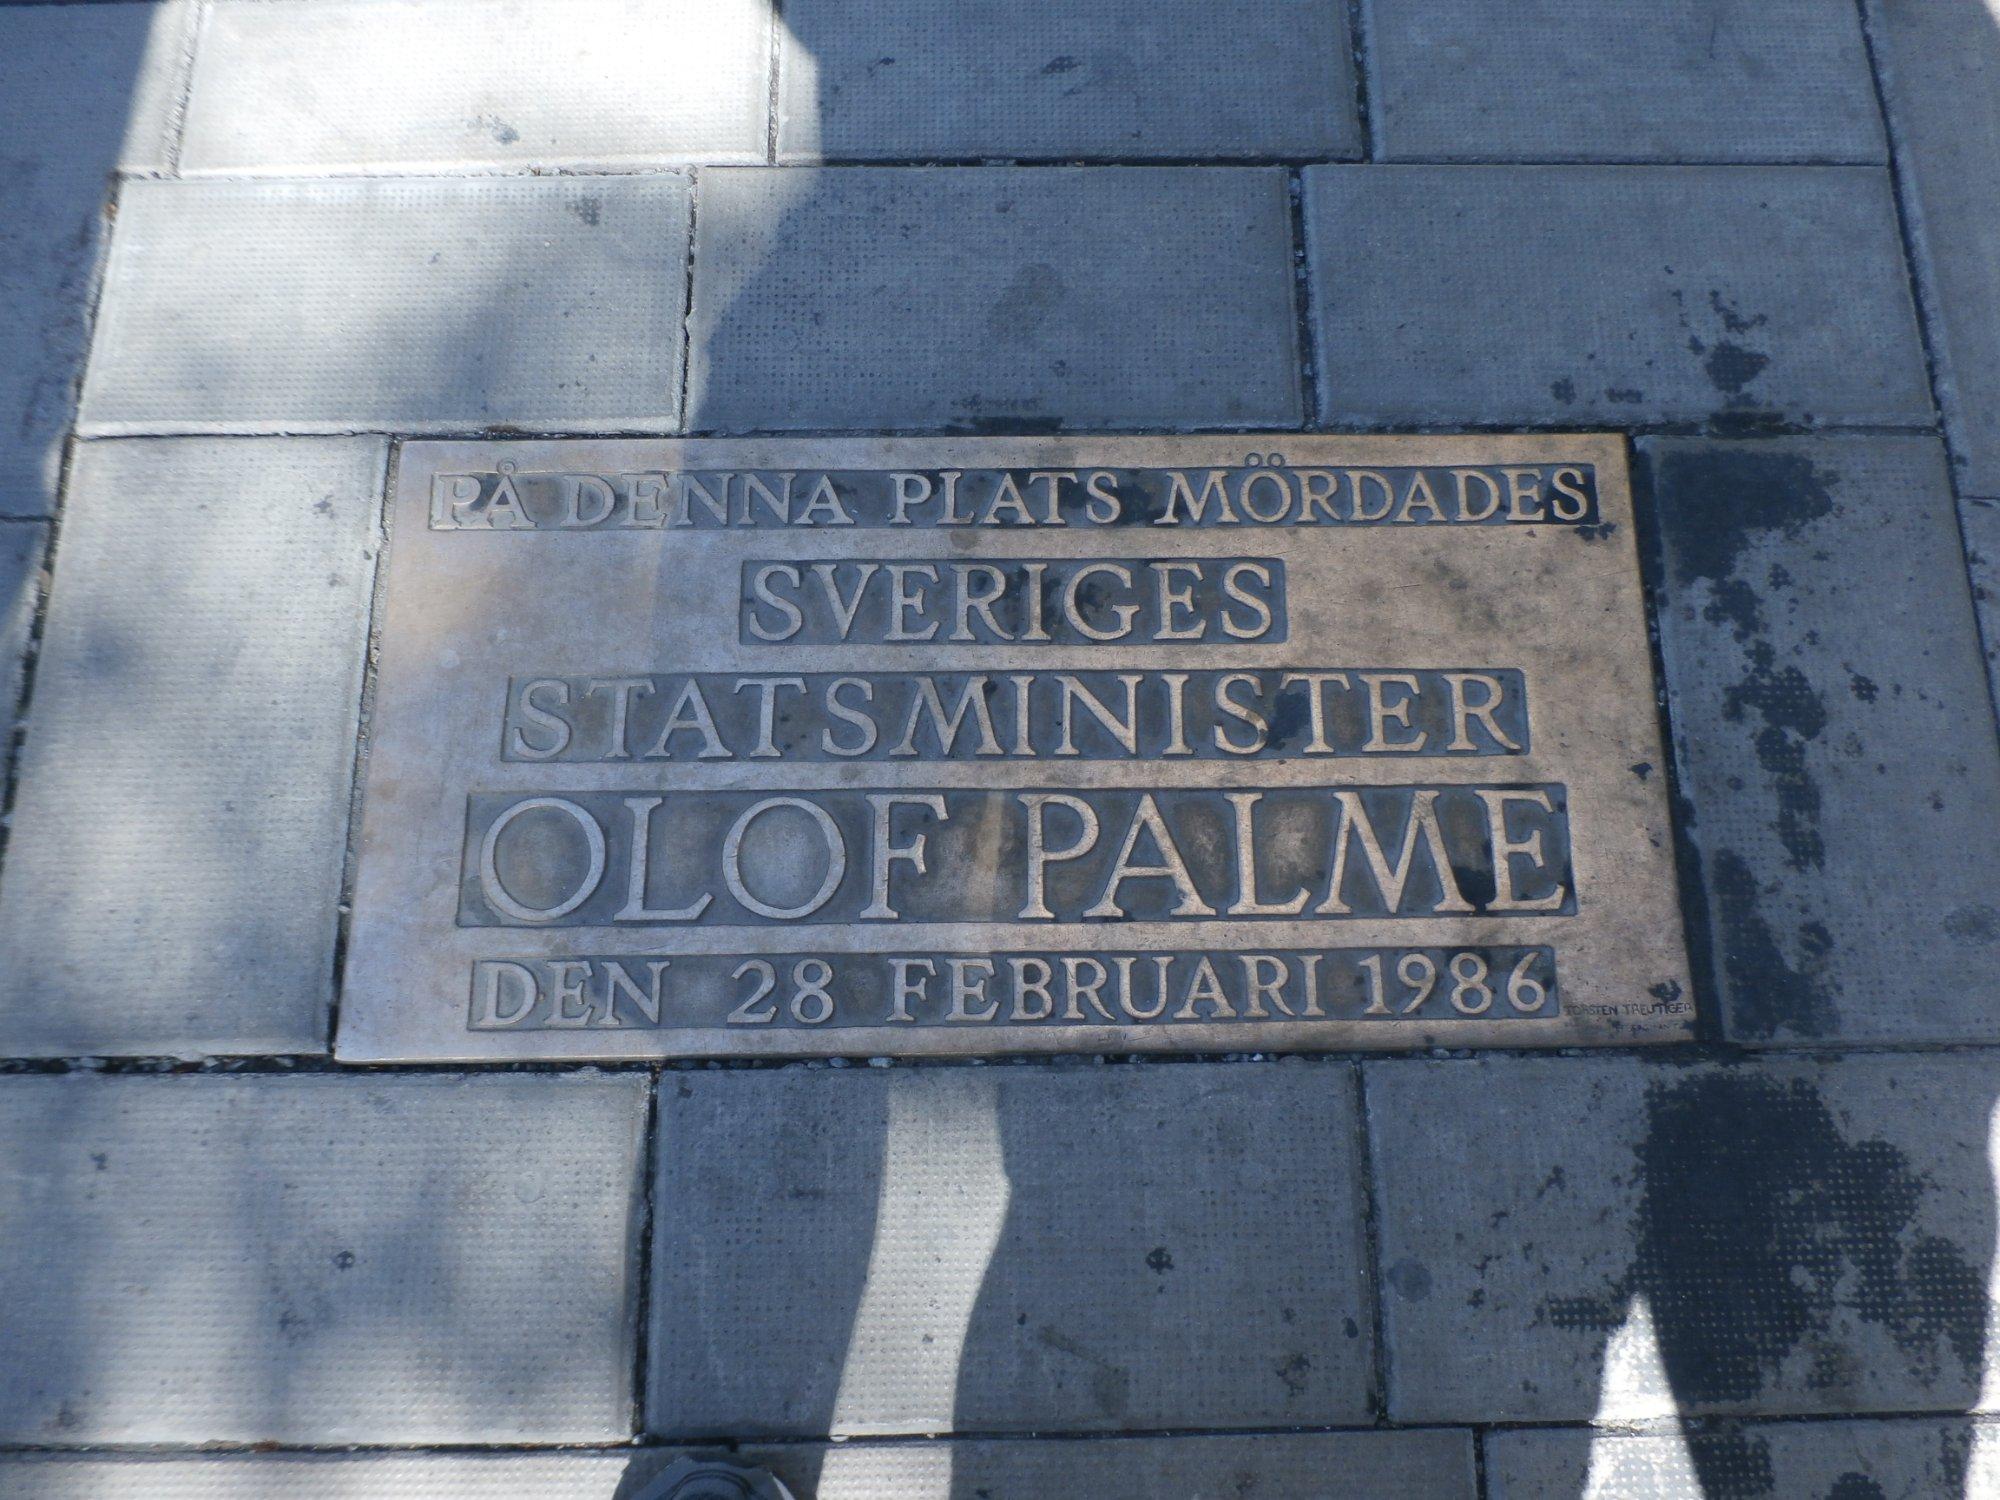 PÅ DENNA PLATS MÖRDADES
SVERIGES
STATSMINISTER
OLOF PALME
DEN 28 FEBRUARI 1986
TORSTEN TREUTIGER